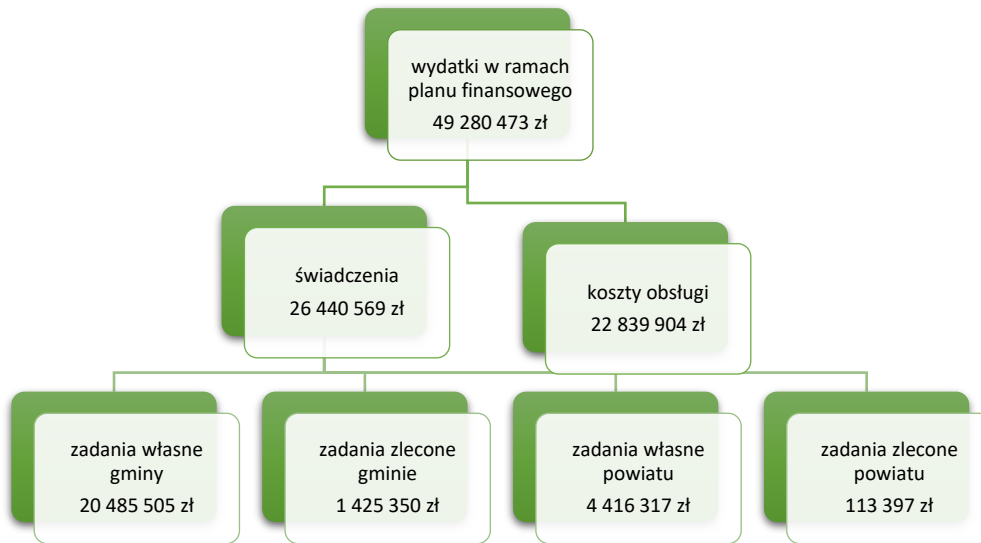 wydatki w ramach
planu finansowego
49 280 473 zł
świadczenia
26 440 569 zł
koszty obsługi
22 839 904 zł
zadania własne
gminy
20 485 505 zł
zadania zlecone
gminie
1 425 350 zł
zadania własne
powiatu
4 416 317 zł
zadania zlecone
powiatu
113 397 zł